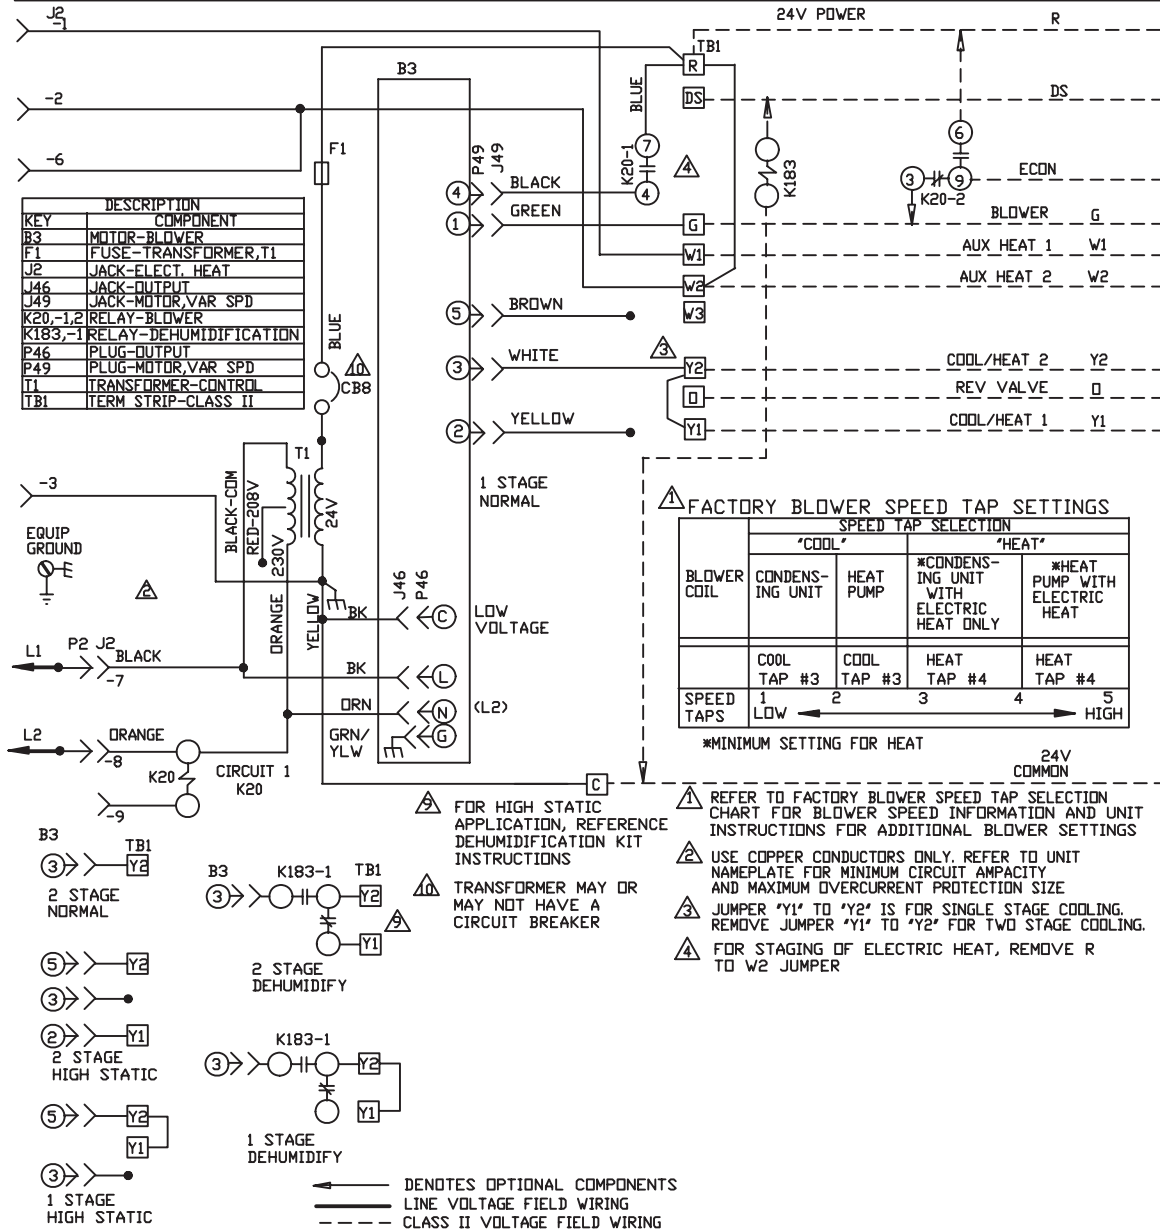 J2
-1
-2
-6
24V POWER
R
TB1
R
DS
DS
B3
BLUE
F1
P49
J49
K20-1
7
4
4
K183
6
3
9
K20-2
ECON
4
BLACK
1
GREEN
G
BLOWER G
W1
AUX HEAT 1 W1
W2
AUX HEAT 2 W2
W3
5
BROWN
3
WHITE
3
Y2
COOL/HEAT 2 Y2
O
REV VALVE O
2
YELLOW
Y1
COOL/HEAT 1 Y1
1 STAGE
NORMAL
DESCRIPTION
KEY COMPONENT
B3 MOTOR-BLOWER
F1 FUSE-TRANSFORMER,T1
J2 JACK-ELECT. HEAT
J46 JACK-OUTPUT
J49 JACK-MOTOR,VAR SPD
K20,-1,2 RELAY-BLOWER
K183,-1 RELAY-DEHUMIDIFICATION
P46 PLUG-OUTPUT
P49 PLUG-MOTOR,VAR SPD
T1 TRANSFORMER-CONTROL
TB1 TERM STRIP-CLASS II
BLUE
10
CB8
T1
BLACK-COM
RED-208V
230V
24V
ORANGE
YELLOW
-3
EQUIP
GROUND
2
J46
P46
BK
C
LOW
VOLTAGE
BK
L
ORN
N
(L2)
GRN/
YLW
G
L1
P2 J2
BLACK
-7
L2
ORANGE
-8
K20
CIRCUIT 1
K20
-9
C
24V
COMMON
1
FACTORY BLOWER SPEED TAP SETTINGS
SPEED TAP SELECTION
"COOL" "HEAT"
BLOWER
COIL
CONDENS-
ING UNIT
HEAT
PUMP
*CONDENS-
ING UNIT
WITH
ELECTRIC
HEAT ONLY
*HEAT
PUMP WITH
ELECTRIC
HEAT
COOL
TAP #3
COOL
TAP #3
HEAT
TAP #4
HEAT
TAP #4
SPEED
TAPS
1 2 3 4 5
LOW HIGH
*MINIMUM SETTING FOR HEAT
1
REFER TO FACTORY BLOWER SPEED TAP SELECTION
CHART FOR BLOWER SPEED INFORMATION AND UNIT
INSTRUCTIONS FOR ADDITIONAL BLOWER SETTINGS
2
USE COPPER CONDUCTORS ONLY. REFER TO UNIT
NAMEPLATE FOR MINIMUM CIRCUIT AMPACITY
AND MAXIMUM OVERCURRENT PROTECTION SIZE
3
JUMPER "Y1" TO "Y2" IS FOR SINGLE STAGE COOLING.
REMOVE JUMPER "Y1" TO "Y2" FOR TWO STAGE COOLING.
4
FOR STAGING OF ELECTRIC HEAT, REMOVE R
TO W2 JUMPER
9
FOR HIGH STATIC
APPLICATION, REFERENCE
DEHUMIDIFICATION KIT
INSTRUCTIONS
10
TRANSFORMER MAY OR
MAY NOT HAVE A
CIRCUIT BREAKER
B3 TB1
3 Y2
2 STAGE
NORMAL
5 Y2
3
2 Y1
2 STAGE
HIGH STATIC
5 Y2
Y1
3
1 STAGE
HIGH STATIC
B3 K183-1 TB1
3 Y2
9
Y1
2 STAGE
DEHUMIDIFY
K183-1
3 Y2
Y1
1 STAGE
DEHUMIDIFY
DENOTES OPTIONAL COMPONENTS
LINE VOLTAGE FIELD WIRING
CLASS II VOLTAGE FIELD WIRING